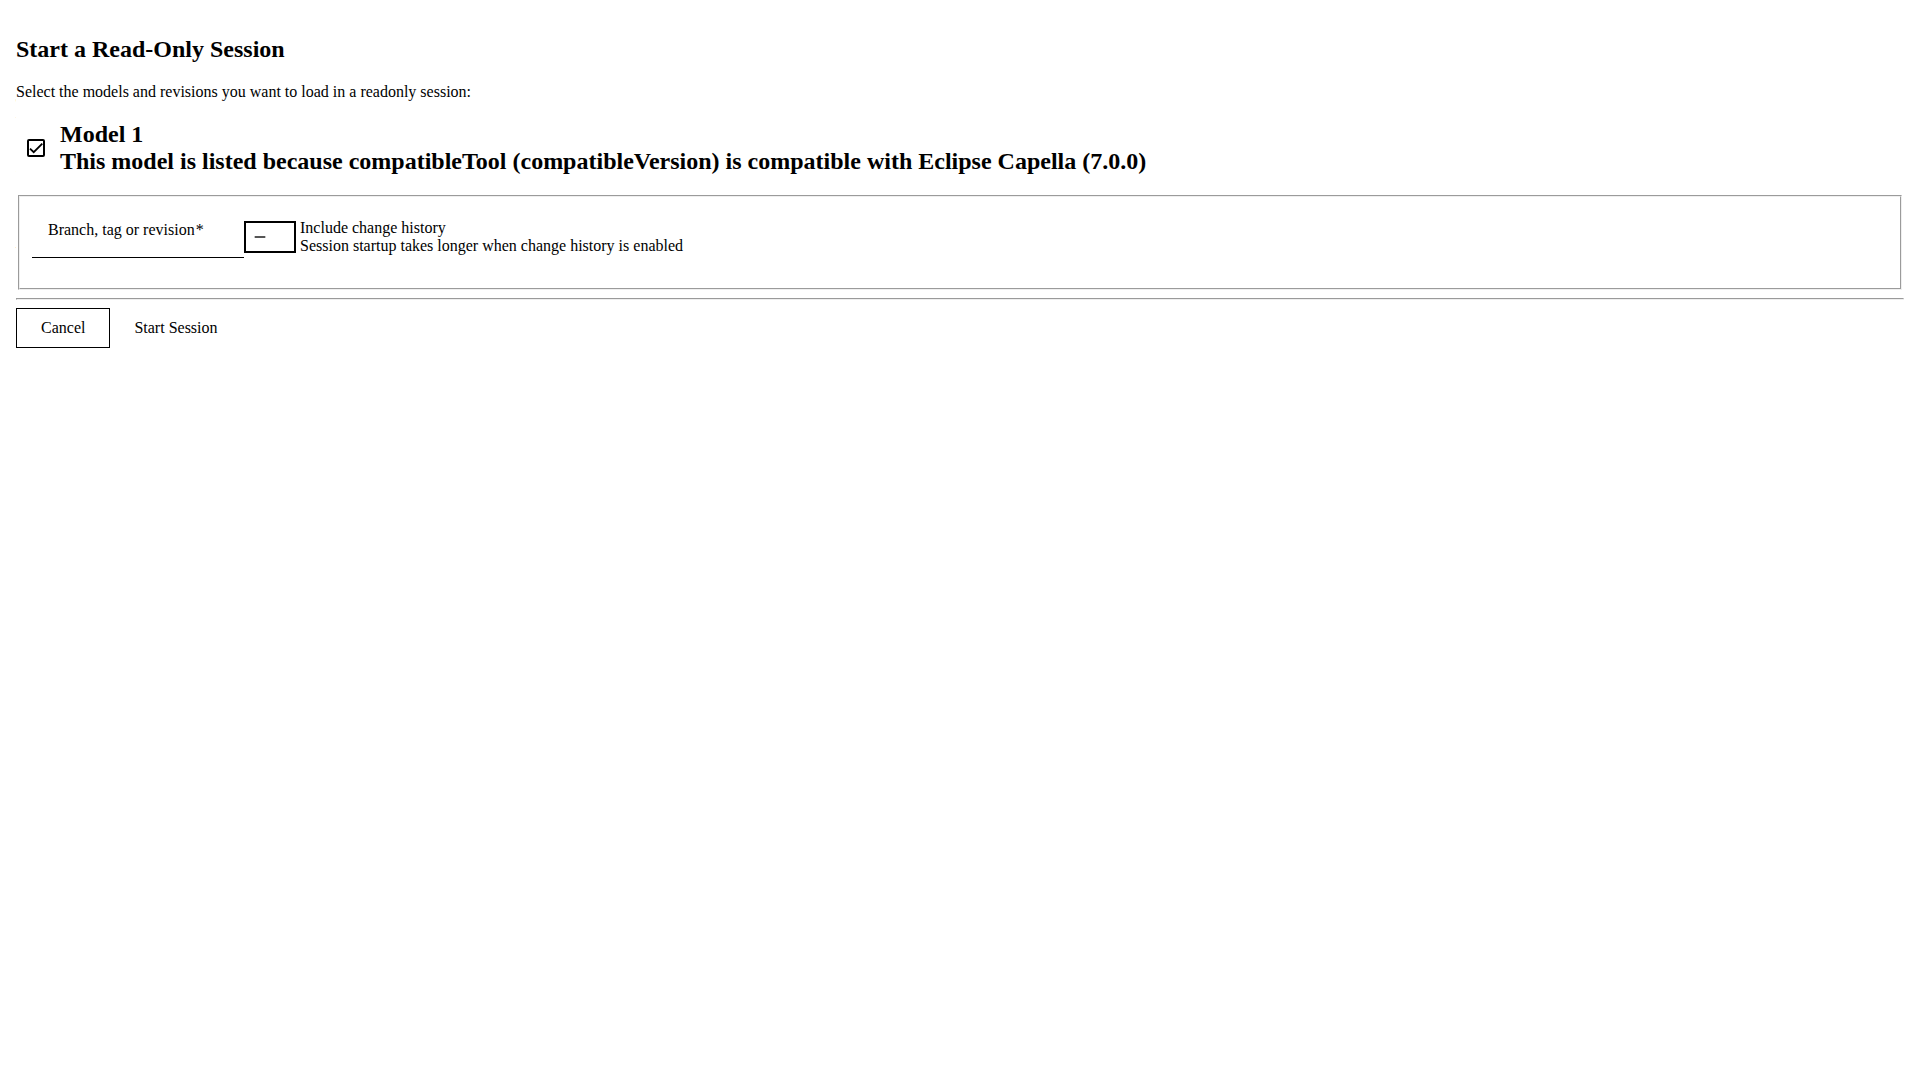 Start a Read-Only Session
Select the models and revisions you want to load in a readonly session:
Model 1
This model is listed because compatibleTool (compatibleVersion) is compatible with Eclipse Capella (7.0.0)
Branch, tag or revision*
Include change history
Session startup takes longer when change history is enabled
Cancel
Start Session